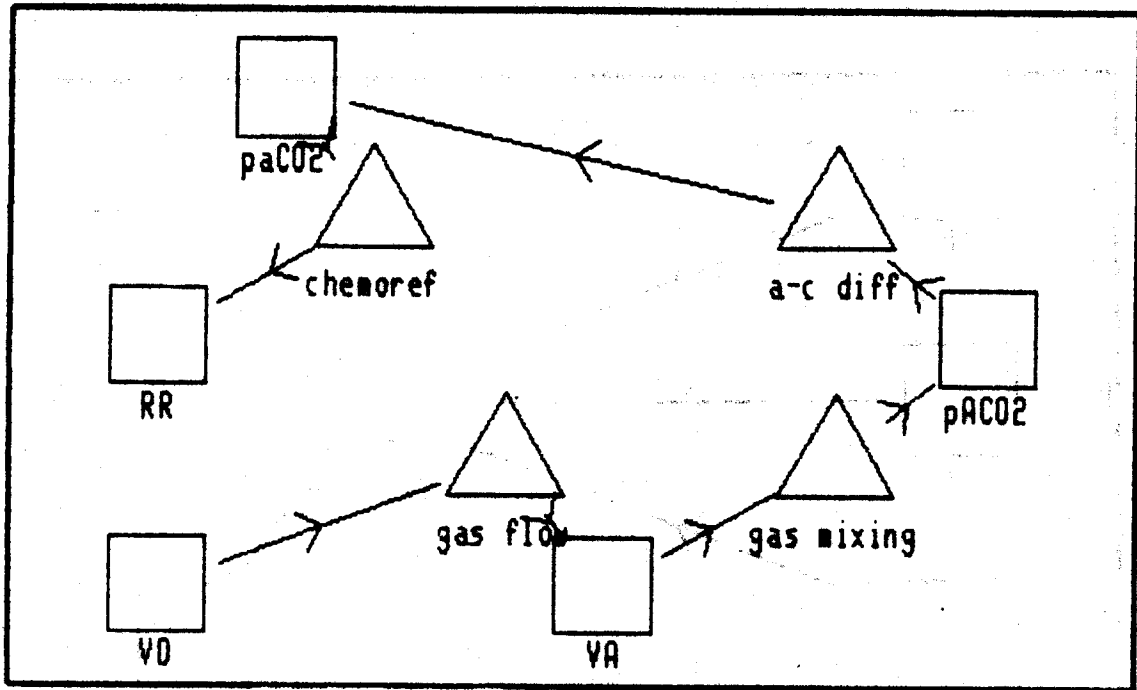 paCO2
chemoref
a-c diff
RR
pACO2
gas flow
gas mixing
VD
VA